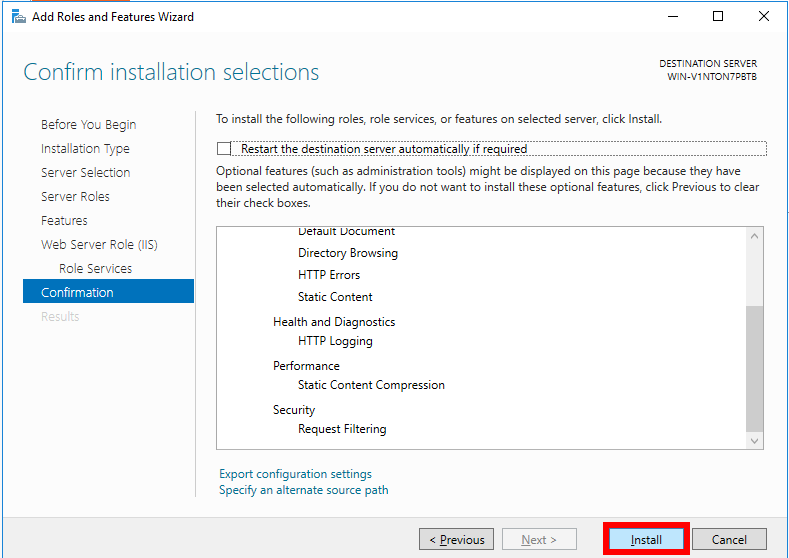 Add Roles and Features Wizard
Confirm installation selections
DESTINATION SERVER
WIN-V1NTON7PBTB
Before You Begin
Installation Type
Server Selection
Server Roles
Features
Web Server Role (IIS)
Role Services
Confirmation
Results
To install the following roles, role services, or features on selected server, click Install.
Restart the destination server automatically if required
Optional features (such as administration tools) might be displayed on this page because they have
been selected automatically. If you do not want to install these optional features, click Previous to clear
their check boxes.
Default Document
Directory Browsing
HTTP Errors
Static Content
Health and Diagnostics
HTTP Logging
Performance
Static Content Compression
Security
Request Filtering
Export configuration settings
Specify an alternate source path
< Previous
Next >
Install
Cancel